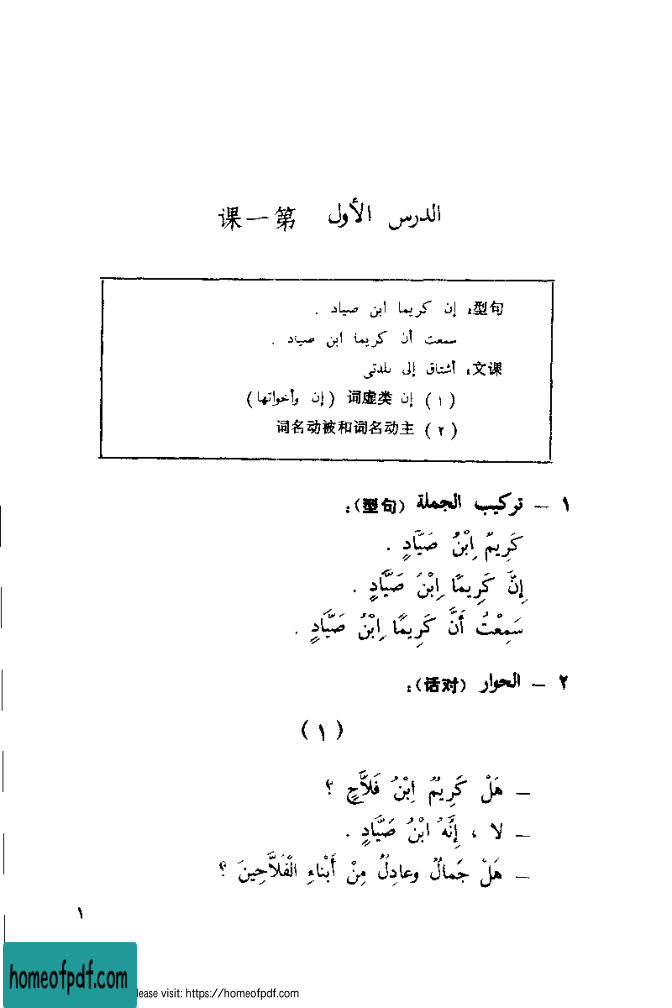 الدرس الأول 第一课
句型: إن كريما ابن صياد .
سمعت أن كريما ابن صياد .
课文: أشتاق إلى بلدتي
(١) إن 类虚词 (إن وأخواتها)
(٢) 主动名词和被动名词
١ – تركيب الجملة (句型):
كَرِيمٌ اِبْنُ صَيَّادٍ .
إِنَّ كَرِيمًا اِبْنُ صَيَّادٍ .
سَمِعْتُ أَنَّ كَرِيمًا اِبْنُ صَيَّادٍ .
٢ – الحوار (对话):
(١)
– هَلْ كَرِيمٌ اِبْنُ فَلَّاحٍ ؟
– لا ، إِنَّهُ ابْنُ صَيَّادٍ .
– هَلْ جَمالٌ وعادِلٌ مِنْ أَبْناءِ الْفَلَّاحِينَ ؟
١
homeofpdf.com
lease visit: https://homeofpdf.com